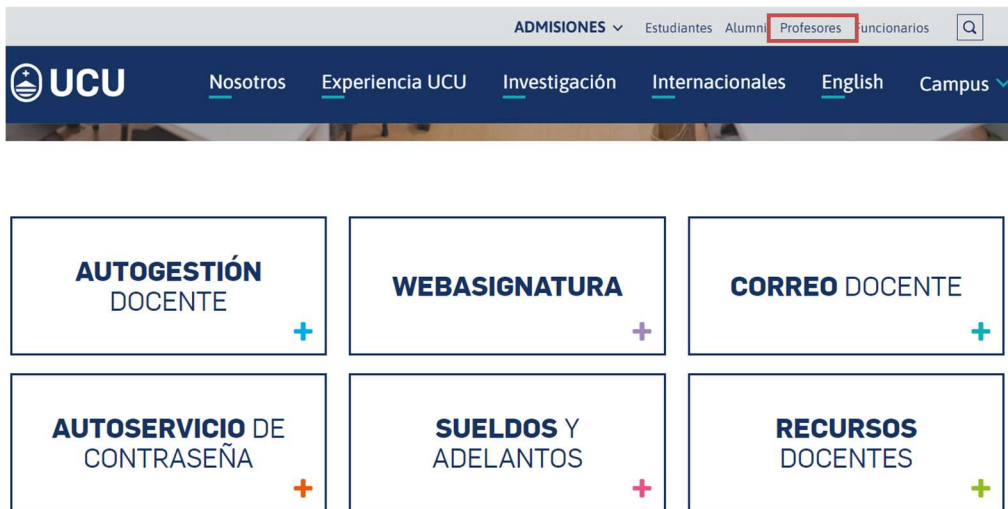 ADMISIONES Estudiantes Alumni Profesores Funcionarios
UCU Nosotros Experiencia UCU Investigación Internacionales English Campus
AUTOGESTIÓN
DOCENTE
WEBASIGNATURA
CORREO DOCENTE
AUTOSERVICIO DE
CONTRASEÑA
SUELDOS Y
ADELANTOS
RECURSOS
DOCENTES